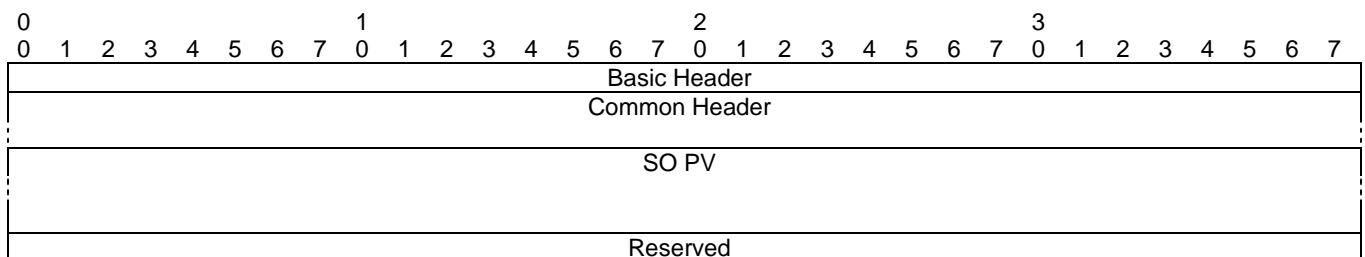 0 1 2 3
0 1 2 3 4 5 6 7 0 1 2 3 4 5 6 7 0 1 2 3 4 5 6 7 0 1 2 3 4 5 6 7
Basic Header
Common Header
SO PV
Reserved